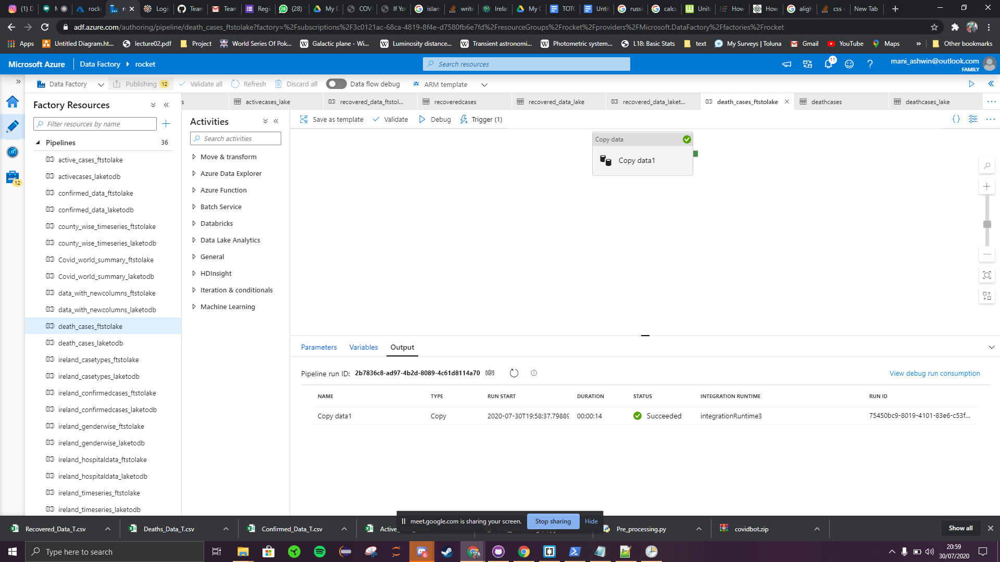 (1) D
rock
Logi
Team
Team
Regi
(28)
My D
COV
If Yo
islam
write
Irela
My D
TOTO
Unti
russi
calcu
Unite
How
How
aligh
css -
New Tab
adf.azure.com/authoring/pipeline/death_cases_ftstolake?factory=%2Fsubscriptions%2F3c0121ac-68ca-4819-8f4e-d7580fb6e7fd%2FresourceGroups%2Frocket%2Fproviders%2FMicrosoft.DataFactory%2Ffactories%2Frocket
Apps
Untitled Diagram.ht...
lecture02.pdf
Project
World Series Of Pok...
Galactic plane - Wi...
Luminosity distance...
Transient astronomi...
Photometric system...
L18: Basic Stats
text
My Surveys | Toluna
Gmail
YouTube
Maps
»
Other bookmarks
Microsoft Azure
Data Factory
rocket
Search resources
11
mani_ashwin@outlook.com
FAMILY
Data Factory
Publishing 12
Validate all
Refresh
Discard all
Data flow debug
ARM template
Factory Resources
Filter resources by name
Pipelines 36
active_cases_ftstolake
activecases_laketodb
confirmed_data_ftstolake
confirmed_data_laketodb
county_wise_timeseries_ftstolake
county_wise_timeseries_laketodb
Covid_world_summary_ftstolake
Covid_world_summary_laketodb
data_with_newcolumns_ftstolake
data_with_newcolumns_laketodb
death_cases_ftstolake
death_cases_laketodb
ireland_casetypes_ftstolake
ireland_casetypes_laketodb
ireland_confirmedcases_ftstolake
ireland_confirmedcases_laketodb
ireland_genderwise_ftstolake
ireland_genderwise_laketodb
ireland_hospitaldata_ftstolake
ireland_hospitaldata_laketodb
ireland_timeseries_ftstolake
ireland_timeseries_laketodb
12
s
activecases_lake
recovered_data_ftstol...
recoveredcases
recovered_data_lake
recovered_data_laket...
death_cases_ftstolake
deathcases
deathcases_lake
Activities
Search activities
Move & transform
Azure Data Explorer
Azure Function
Batch Service
Databricks
Data Lake Analytics
General
HDInsight
Iteration & conditionals
Machine Learning
Save as template
Validate
Debug
Trigger (1)
{}
Copy data
Copy data1
Parameters
Variables
Output
Pipeline run ID: 2b7836c8-ad97-4b2d-8089-4c61d8114a70 [@]
View debug run consumption
NAME TYPE RUN START DURATION STATUS INTEGRATION RUNTIME RUN ID
Copy data1 Copy 2020-07-30T19:58:37.79889 00:00:14 Succeeded integrationRuntime3 75450bc9-8019-4101-83e6-c53f...
meet.google.com is sharing your screen.
Stop sharing
Hide
Recovered_Data_T.csv
Deaths_Data_T.csv
Confirmed_Data_T.csv
Pre_processing.py
covidbot.zip
Show all
Type here to search
6
20:59
30/07/2020